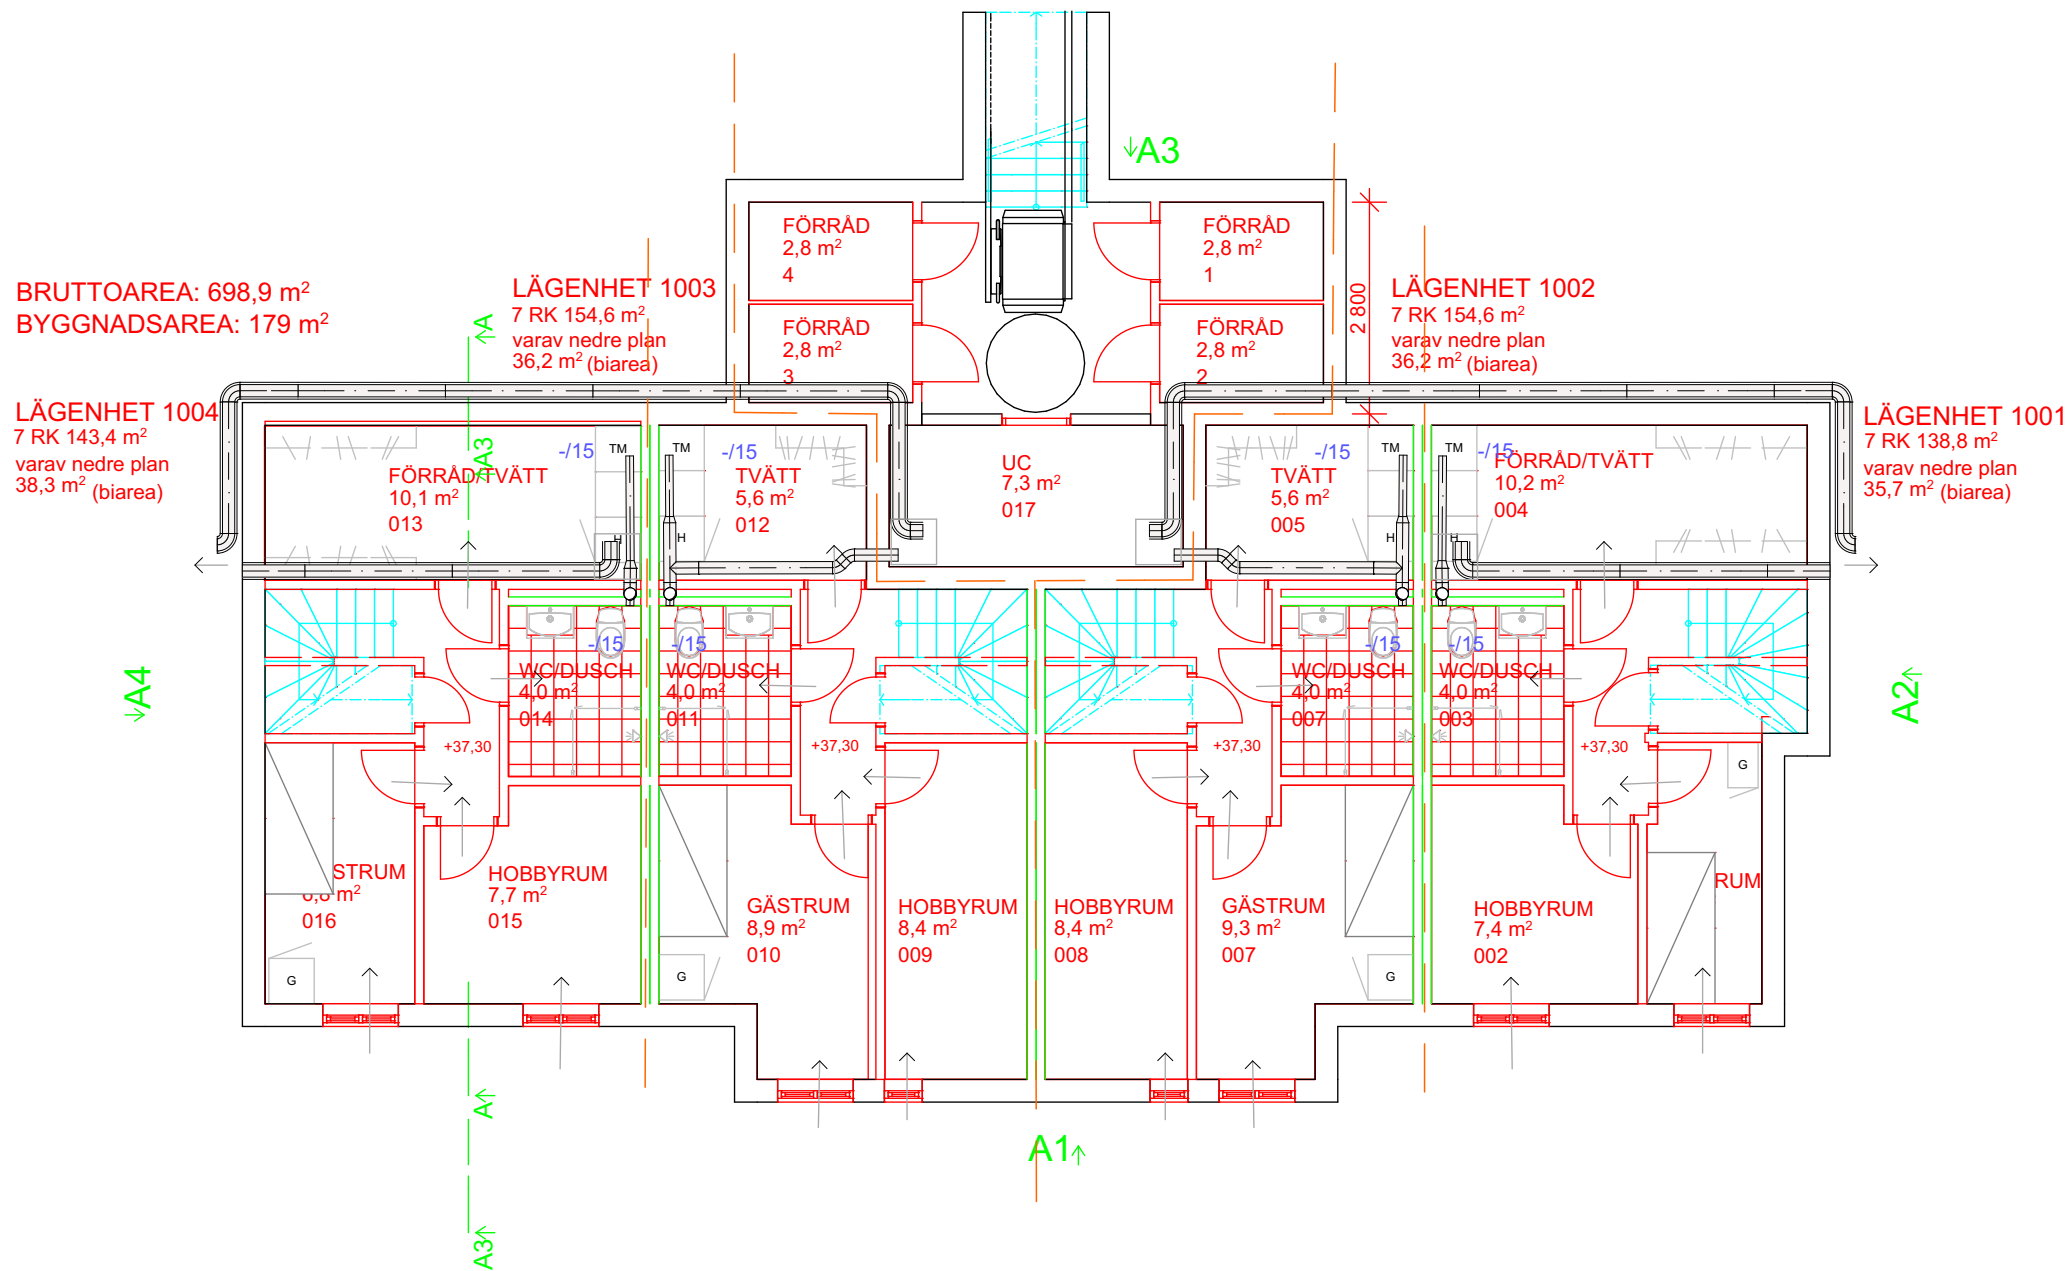 A3
FÖRRÅD
2,8 m²
4
FÖRRÅD
2,8 m²
1
BRUTTOAREA: 698,9 m²
BYGGNADSAREA: 179 m²
LÄGENHET 1003
7 RK 154,6 m²
varav nedre plan
36,2 m² (biarea)
A
FÖRRÅD
2,8 m²
3
FÖRRÅD
2,8 m²
2
2 800
LÄGENHET 1002
7 RK 154,6 m²
varav nedre plan
36,2 m² (biarea)
LÄGENHET 1004
7 RK 143,4 m²
varav nedre plan
38,3 m² (biarea)
LÄGENHET 1001
7 RK 138,8 m²
varav nedre plan
35,7 m² (biarea)
A3
FÖRRÅD/TVÄTT
10,1 m²
013
-/15
TM
H
TM
H
-/15
TVÄTT
5,6 m²
012
UC
7,3 m²
017
-/15
TVÄTT
5,6 m²
005
TM
H
TM
H
-/15
FÖRRÅD/TVÄTT
10,2 m²
004
A4
-/15
WC/DUSCH
4,0 m²
014
-/15
WC/DUSCH
4,0 m²
011
-/15
WC/DUSCH
4,0 m²
007
-/15
WC/DUSCH
4,0 m²
003
A2
+37,30
+37,30
+37,30
+37,30
G
STRUM
m²
016
G
HOBBYRUM
7,7 m²
015
GÄSTRUM
8,9 m²
010
G
HOBBYRUM
8,4 m²
009
HOBBYRUM
8,4 m²
008
GÄSTRUM
9,3 m²
007
G
HOBBYRUM
7,4 m²
002
RUM
A
A1
A3